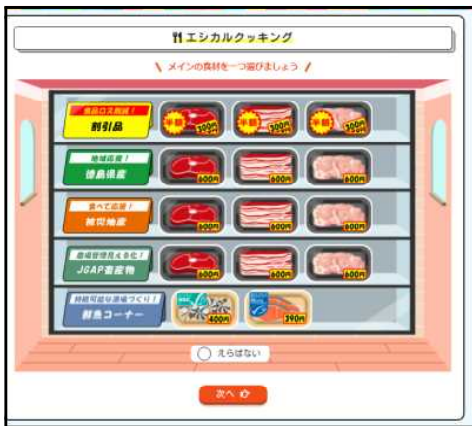 エシカルクッキング
メインの食材を一つ選びましょう
食品ロス削減！
割引品
半額
300円
半額
300円
半額
300円
地域応援！
徳島県産
600円
600円
600円
食べて応援！
被災地産
600円
600円
600円
農場管理見える化！
JGAP畜産物
600円
600円
600円
持続可能な漁場づくり！
鮮魚コーナー
400円
390円
えらばない
次へ